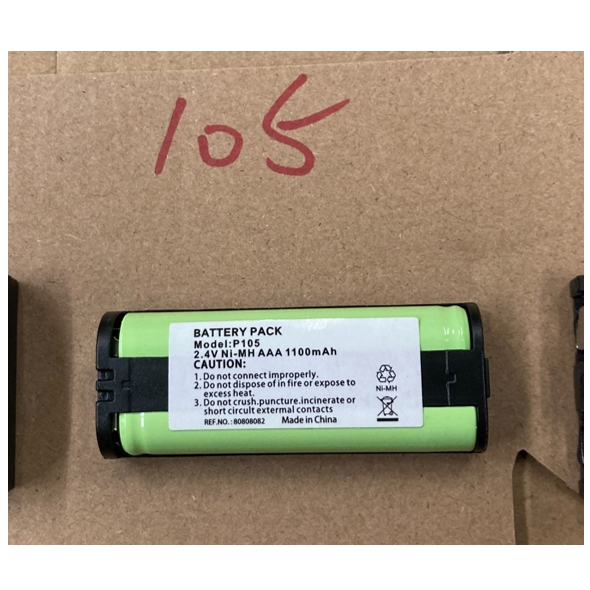 105
BATTERY PACK
Model:P105
2.4V Ni-MH AAA 1100mAh
CAUTION:
1. Do not connect improperly.
2. Do not dispose of in fire or expose to
excess heat.
3. Do not crush.puncture.incinerate or
short circuit extermal contacts
REF.NO.: 80808082 Made in China
Ni-MH